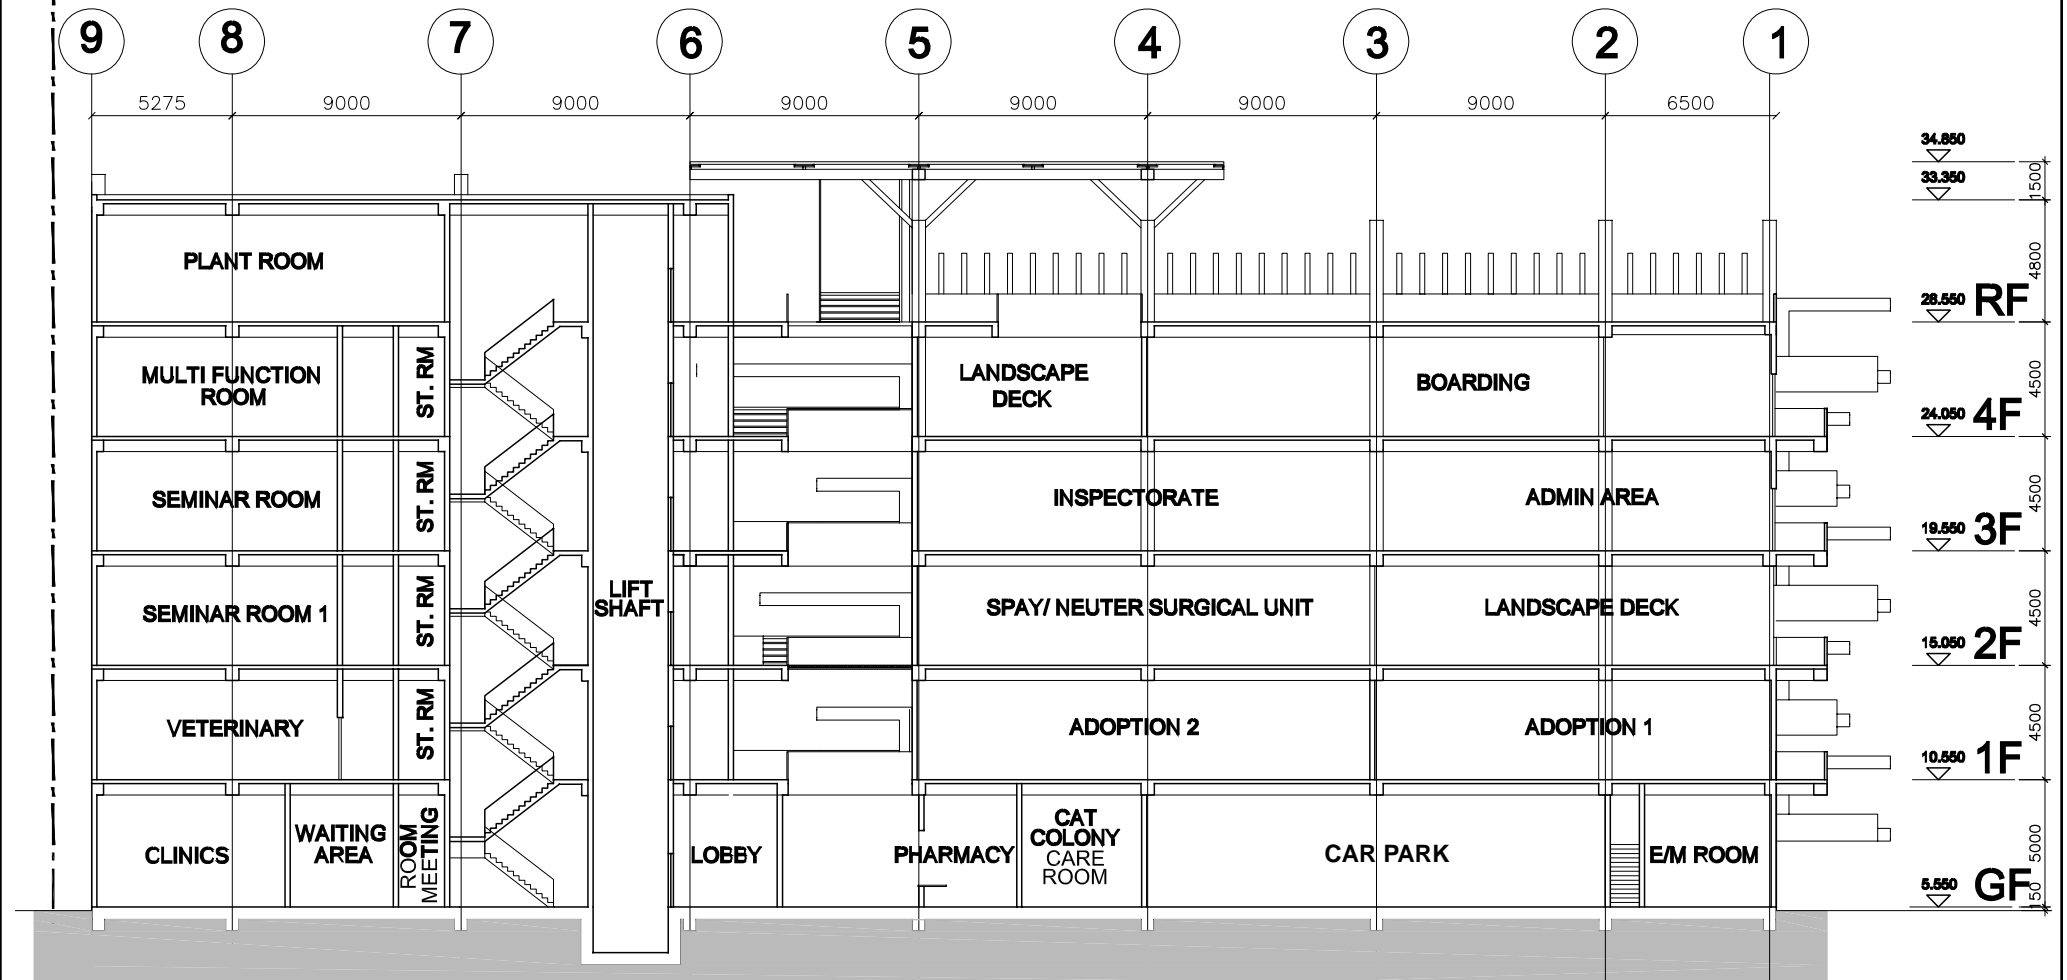 9 8 7 6 5 4 3 2 1
5275 9000 9000 9000 9000 9000 9000 6500
34.850
33.350
1500
PLANT ROOM
4800
28.550 RF
MULTI FUNCTION
ROOM
ST. RM
LANDSCAPE
DECK
BOARDING
4500
24.050 4F
SEMINAR ROOM
ST. RM
INSPECTORATE
ADMIN AREA
4500
19.550 3F
SEMINAR ROOM 1
ST. RM
LIFT
SHAFT
SPAY/ NEUTER SURGICAL UNIT
LANDSCAPE DECK
4500
15.050 2F
VETERINARY
ST. RM
ADOPTION 2
ADOPTION 1
4500
10.550 1F
CLINICS
WAITING
AREA
ROOM
MEETING
LOBBY
PHARMACY
CAT
COLONY
CARE
ROOM
CAR PARK
E/M ROOM
5000
5.550 GF
150